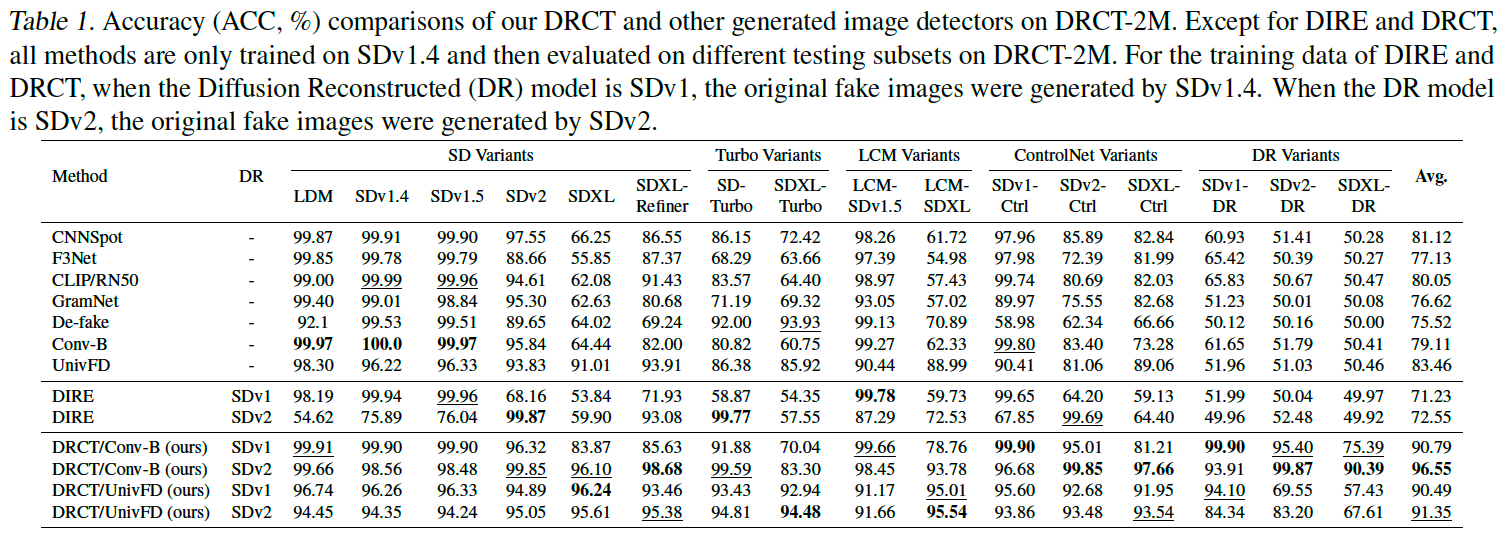 Table 1. Accuracy (ACC, %) comparisons of our DRCT and other generated image detectors on DRCT-2M. Except for DIRE and DRCT,
all methods are only trained on SDv1.4 and then evaluated on different testing subsets on DRCT-2M. For the training data of DIRE and
DRCT, when the Diffusion Reconstructed (DR) model is SDv1, the original fake images were generated by SDv1.4. When the DR model
is SDv2, the original fake images were generated by SDv2.
Method DR SD Variants Turbo Variants LCM Variants ControlNet Variants DR Variants Avg.
LDM SDv1.4 SDv1.5 SDv2 SDXL SDXL-Refiner SD-Turbo SDXL-Turbo LCM-SDv1.5 LCM-SDXL SDv1-Ctrl SDv2-Ctrl SDXL-Ctrl SDv1-DR SDv2-DR SDXL-DR
CNNSpot - 99.87 99.91 99.90 97.55 66.25 86.55 86.15 72.42 98.26 61.72 97.96 85.89 82.84 60.93 51.41 50.28 81.12
F3Net - 99.85 99.78 99.79 88.66 55.85 87.37 68.29 63.66 97.39 54.98 97.98 72.39 81.99 65.42 50.39 50.27 77.13
CLIP/RN50 - 99.00 99.99 99.96 94.61 62.08 91.43 83.57 64.40 98.97 57.43 99.74 80.69 82.03 65.83 50.67 50.47 80.05
GramNet - 99.40 99.01 98.84 95.30 62.63 80.68 71.19 69.32 93.05 57.02 89.97 75.55 82.68 51.23 50.01 50.08 76.62
De-fake - 92.1 99.53 99.51 89.65 64.02 69.24 92.00 93.93 99.13 70.89 58.98 62.34 66.66 50.12 50.16 50.00 75.52
Conv-B - 99.97 100.0 99.97 95.84 64.44 82.00 80.82 60.75 99.27 62.33 99.80 83.40 73.28 61.65 51.79 50.41 79.11
UnivFD - 98.30 96.22 96.33 93.83 91.01 93.91 86.38 85.92 90.44 88.99 90.41 81.06 89.06 51.96 51.03 50.46 83.46
DIRE SDv1 98.19 99.94 99.96 68.16 53.84 71.93 58.87 54.35 99.78 59.73 99.65 64.20 59.13 51.99 50.04 49.97 71.23
DIRE SDv2 54.62 75.89 76.04 99.87 59.90 93.08 99.77 57.55 87.29 72.53 67.85 99.69 64.40 49.96 52.48 49.92 72.55
DRCT/Conv-B (ours) SDv1 99.91 99.90 99.90 96.32 83.87 85.63 91.88 70.04 99.66 78.76 99.90 95.01 81.21 99.90 95.40 75.39 90.79
DRCT/Conv-B (ours) SDv2 99.66 98.56 98.48 99.85 96.10 98.68 99.59 83.30 98.45 93.78 96.68 99.85 97.66 93.91 99.87 90.39 96.55
DRCT/UnivFD (ours) SDv1 96.74 96.26 96.33 94.89 96.24 93.46 93.43 92.94 91.17 95.01 95.60 92.68 91.95 94.10 69.55 57.43 90.49
DRCT/UnivFD (ours) SDv2 94.45 94.35 94.24 95.05 95.61 95.38 94.81 94.48 91.66 95.54 93.86 93.48 93.54 84.34 83.20 67.61 91.35